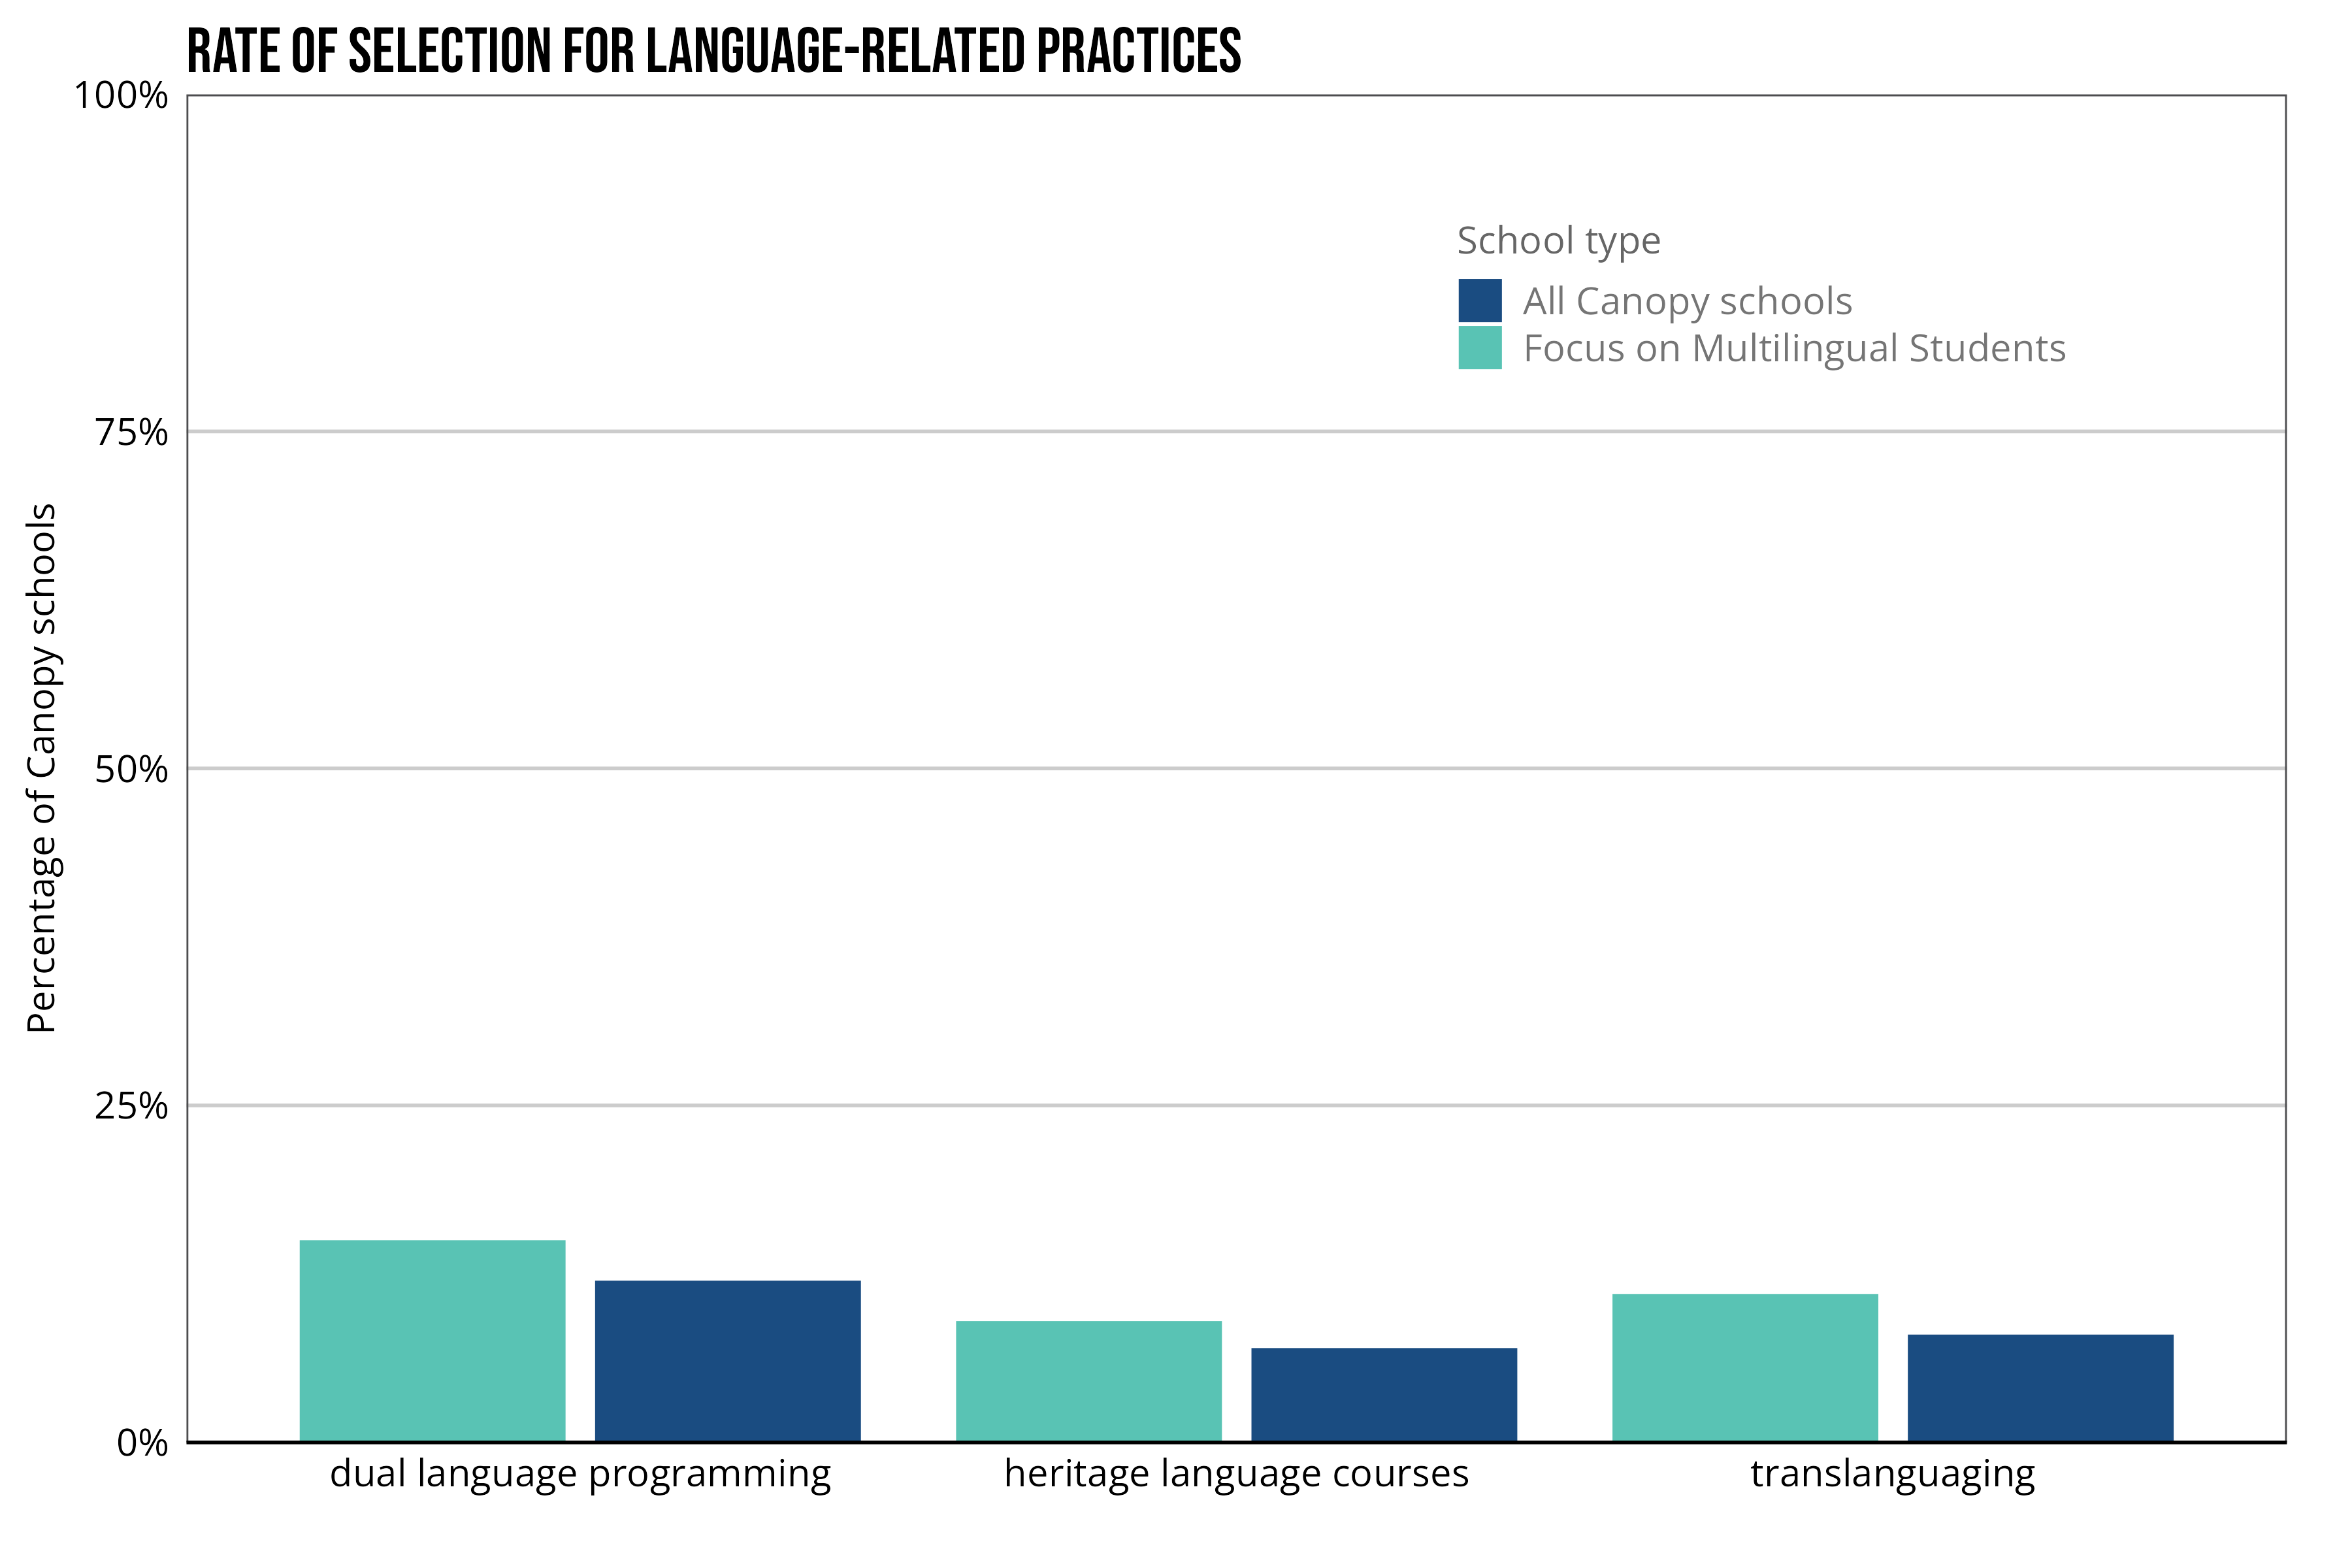 RATE OF SELECTION FOR LANGUAGE-RELATED PRACTICES
100%
75%
50%
25%
0%
Percentage of Canopy schools
School type
All Canopy schools
Focus on Multilingual Students
dual language programming
heritage language courses
translanguaging